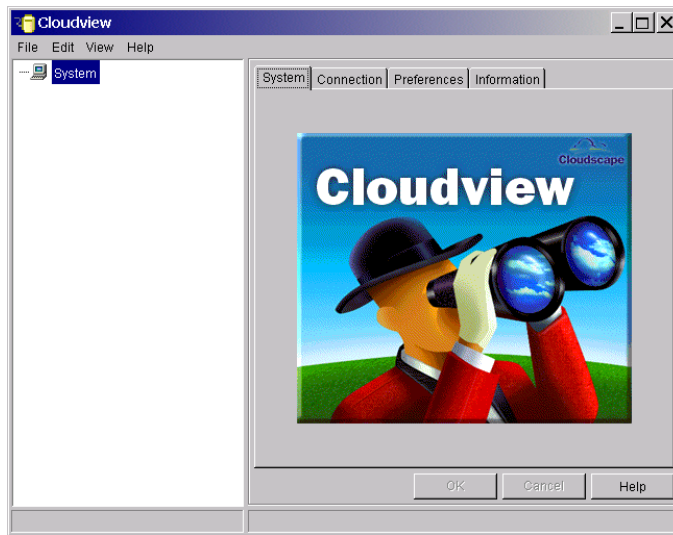 Cloudview
File Edit View Help
System
System Connection Preferences Information
Cloudscape
Cloudview
OK Cancel Help